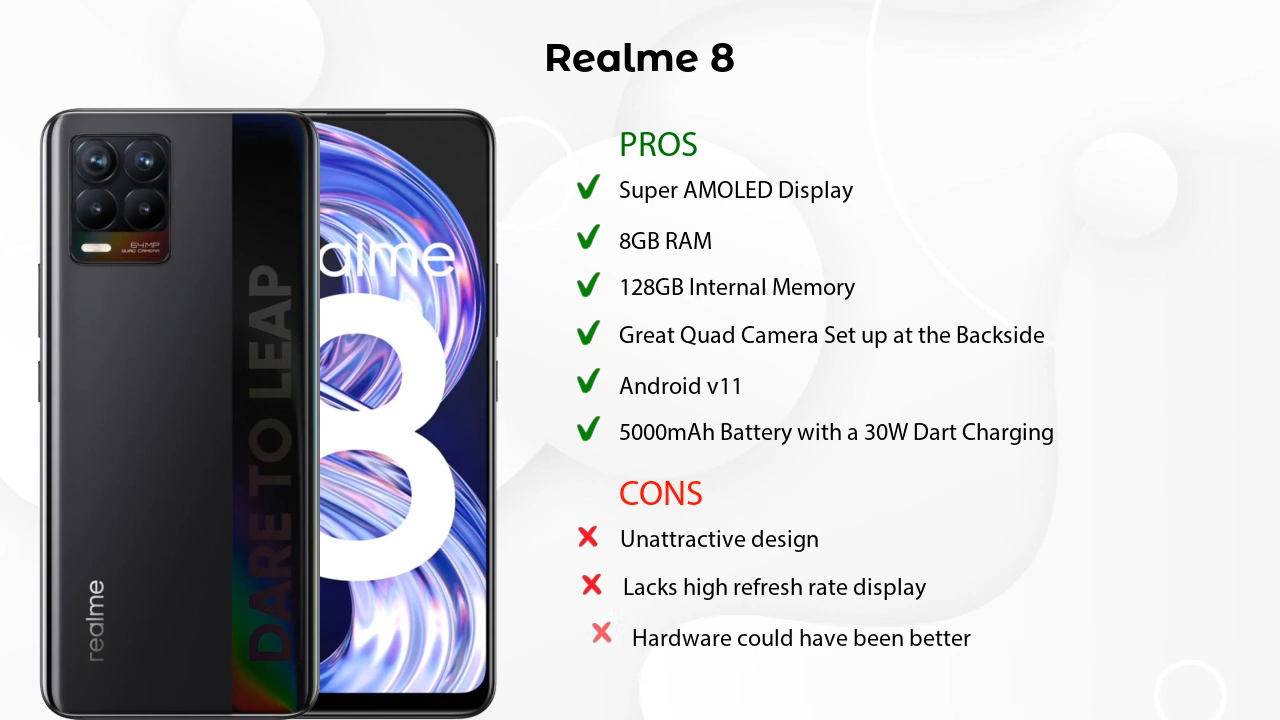 Realme 8
64MP
QUAD CAMERA
DARE TO LEAP
realme
alme
8
PROS
Super AMOLED Display
8GB RAM
128GB Internal Memory
Great Quad Camera Set up at the Backside
Android v11
5000mAh Battery with a 30W Dart Charging
CONS
Unattractive design
Lacks high refresh rate display
Hardware could have been better